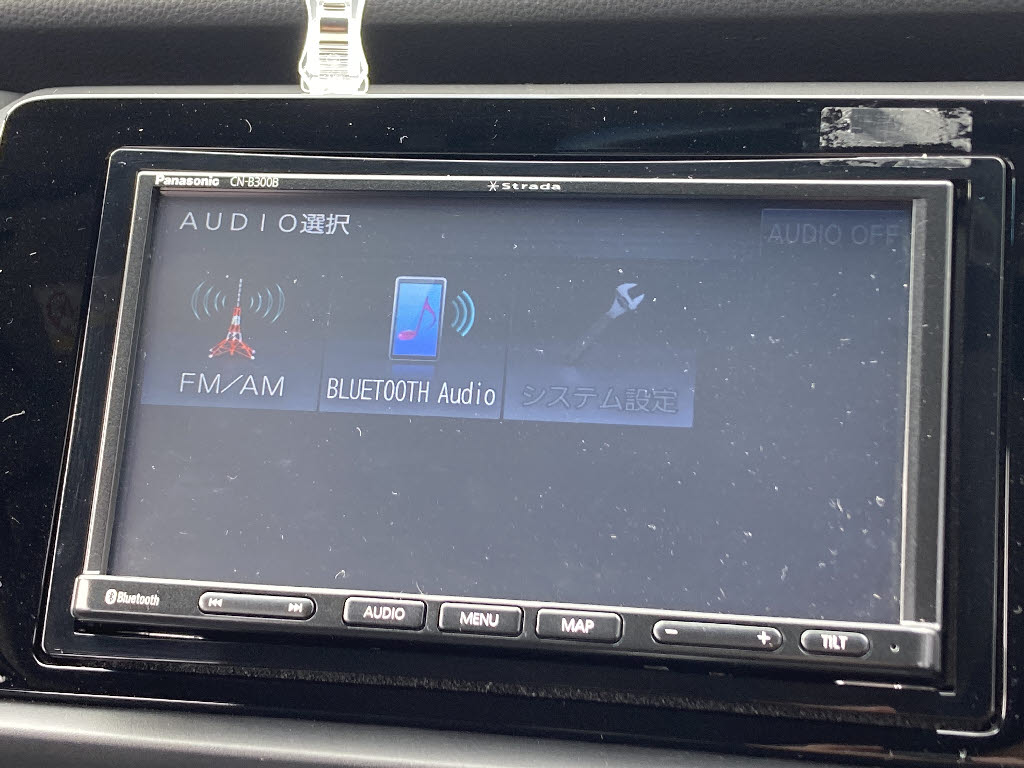 Panasonic CN-B300B
Strada
ＡＵＤＩＯ選択
AUDIO OFF
FM/AM
BLUETOOTH Audio
システム設定
Bluetooth
AUDIO
MENU
MAP
− +
TILT